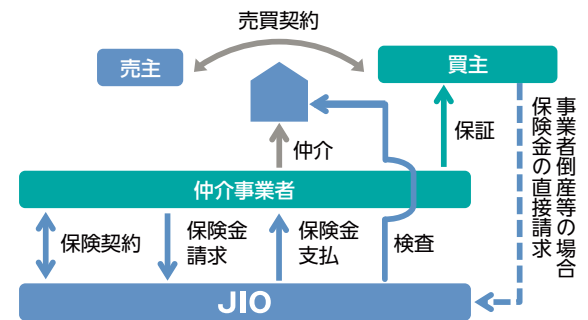 売買契約
売主
買主
仲介
保証
事業者倒産等の場合
保険金の直接請求
仲介事業者
保険契約
保険金
請求
保険金
支払
検査
JIO